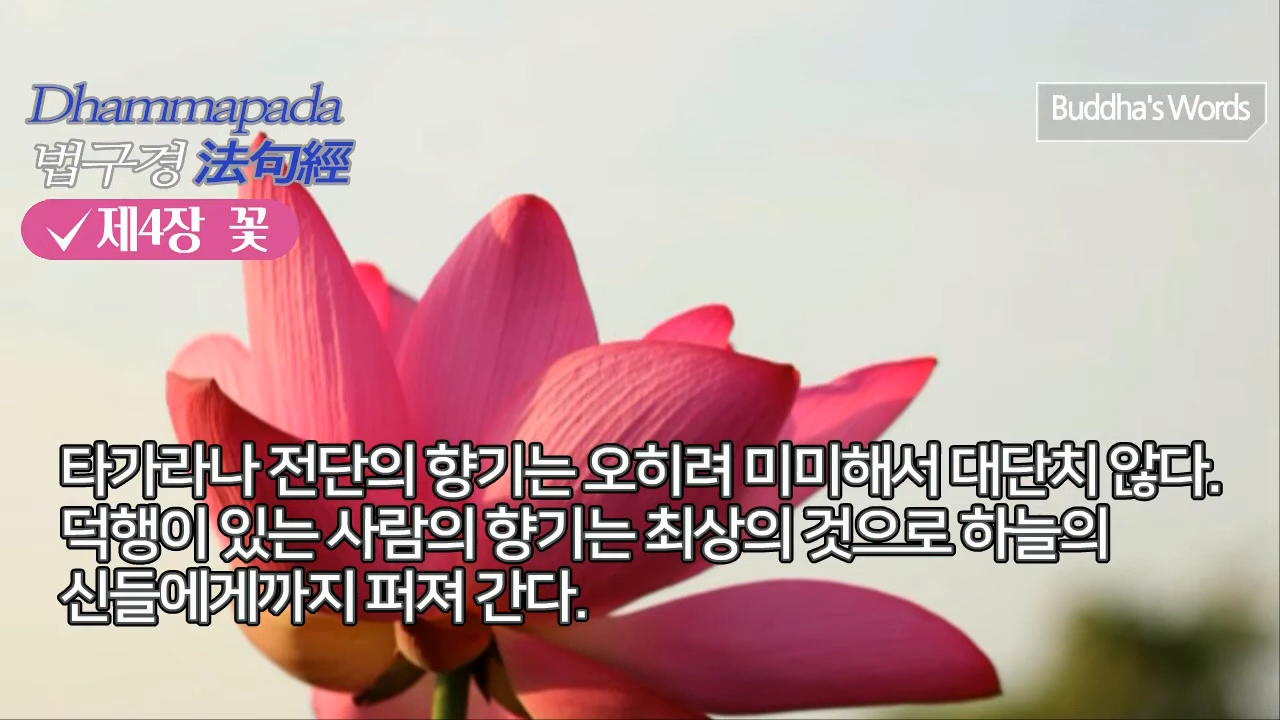 Dhammapada
법구경 法句經
제4장 꽃
Buddha's Words
타가라나 전단의 향기는 오히려 미미해서 대단치 않다.
덕행이 있는 사람의 향기는 최상의 것으로 하늘의
신들에게까지 퍼져 간다.